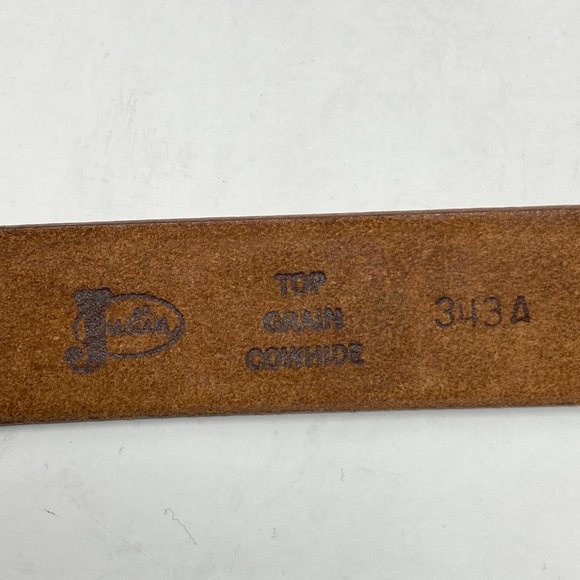 Justin
TOP
GRAIN
COWHIDE
343A